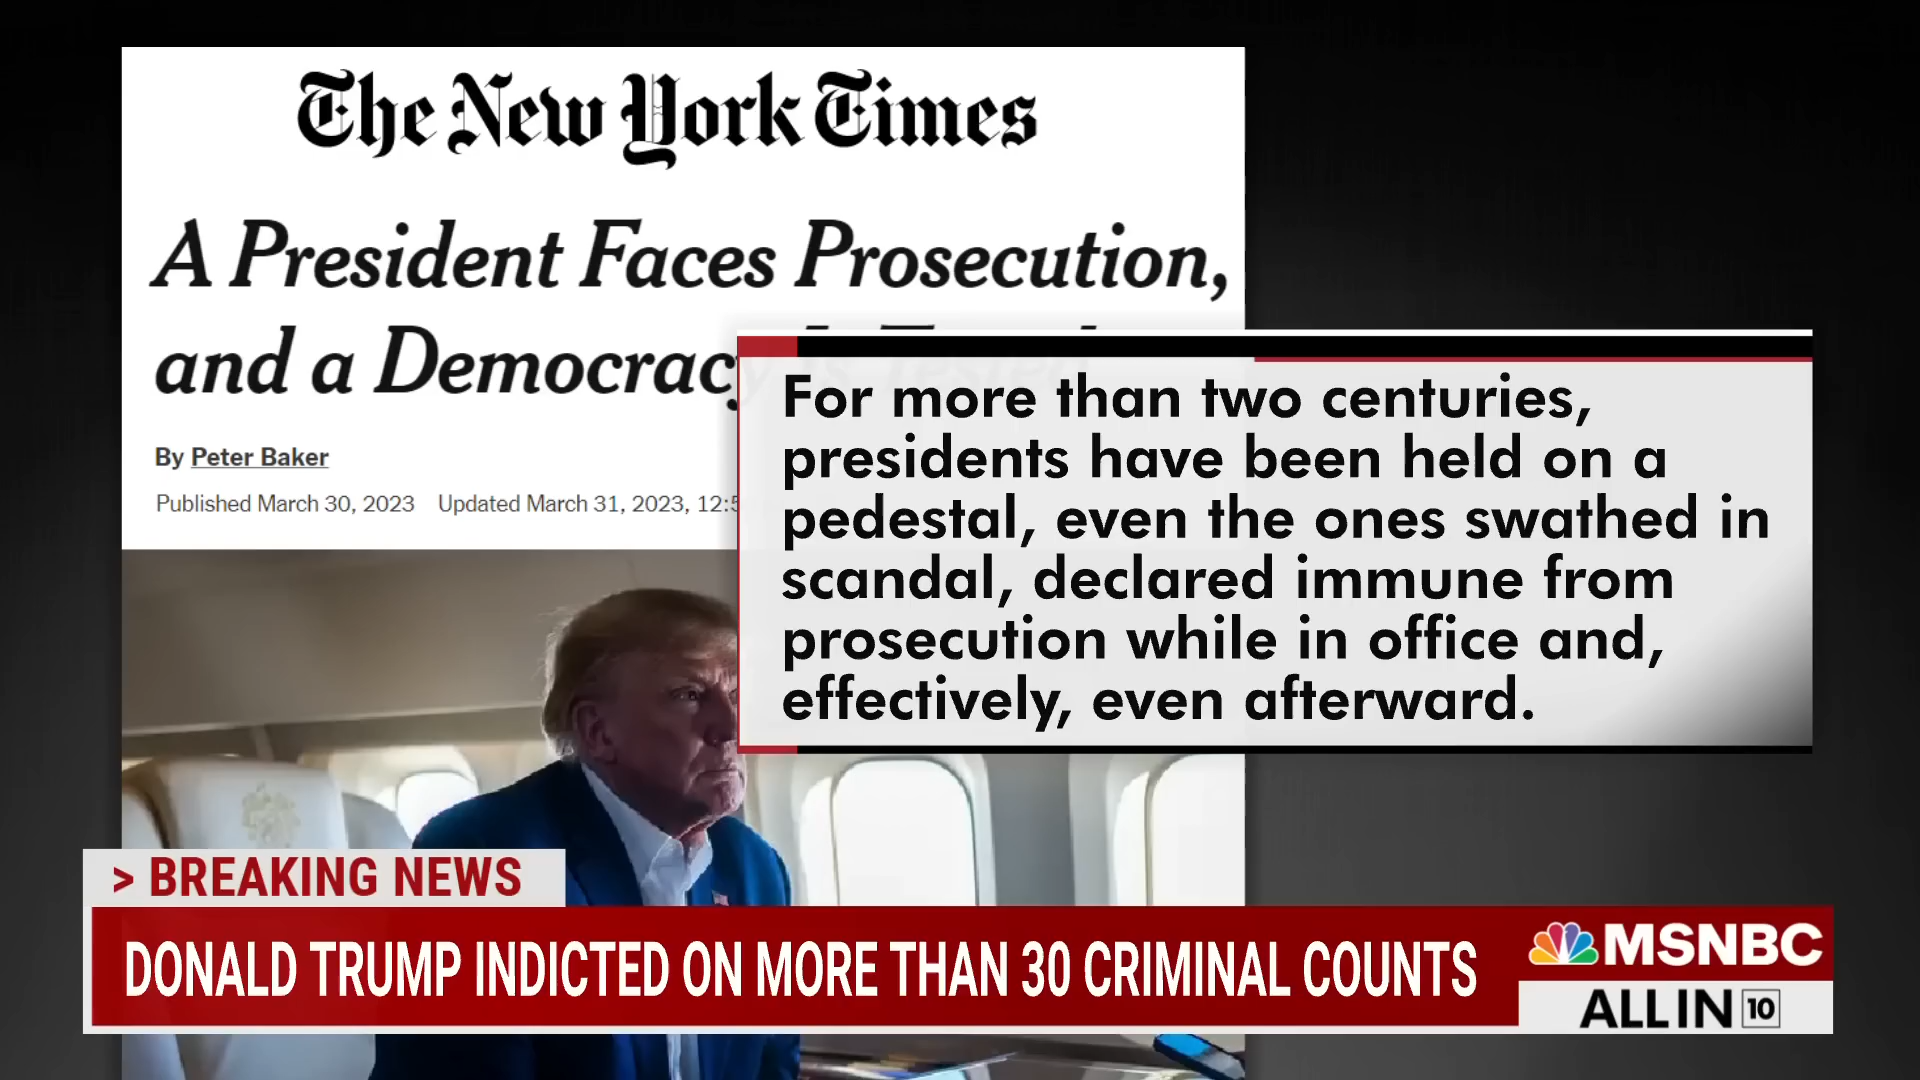 The New York Times
A President Faces Prosecution,
and a Democracy Is Tested
By Peter Baker
Published March 30, 2023 Updated March 31, 2023, 12:5
For more than two centuries,
presidents have been held on a
pedestal, even the ones swathed in
scandal, declared immune from
prosecution while in office and,
effectively, even afterward.
> BREAKING NEWS
DONALD TRUMP INDICTED ON MORE THAN 30 CRIMINAL COUNTS
MSNBC
ALL IN 10